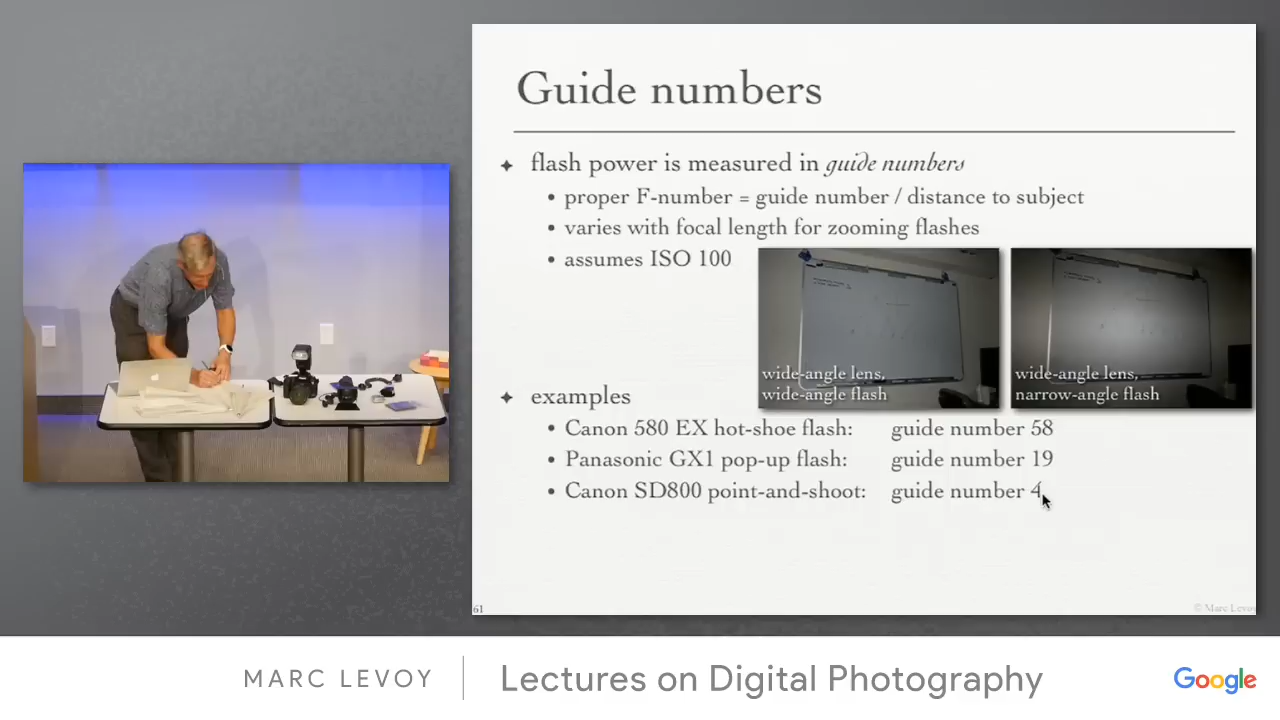 Guide numbers
✦ flash power is measured in guide numbers
• proper F-number = guide number / distance to subject
• varies with focal length for zooming flashes
• assumes ISO 100
wide-angle lens,
wide-angle flash
wide-angle lens,
narrow-angle flash
✦ examples
• Canon 580 EX hot-shoe flash: guide number 58
• Panasonic GX1 pop-up flash: guide number 19
• Canon SD800 point-and-shoot: guide number 4
61
© Marc Levoy
MARC LEVOY
Lectures on Digital Photography
Google